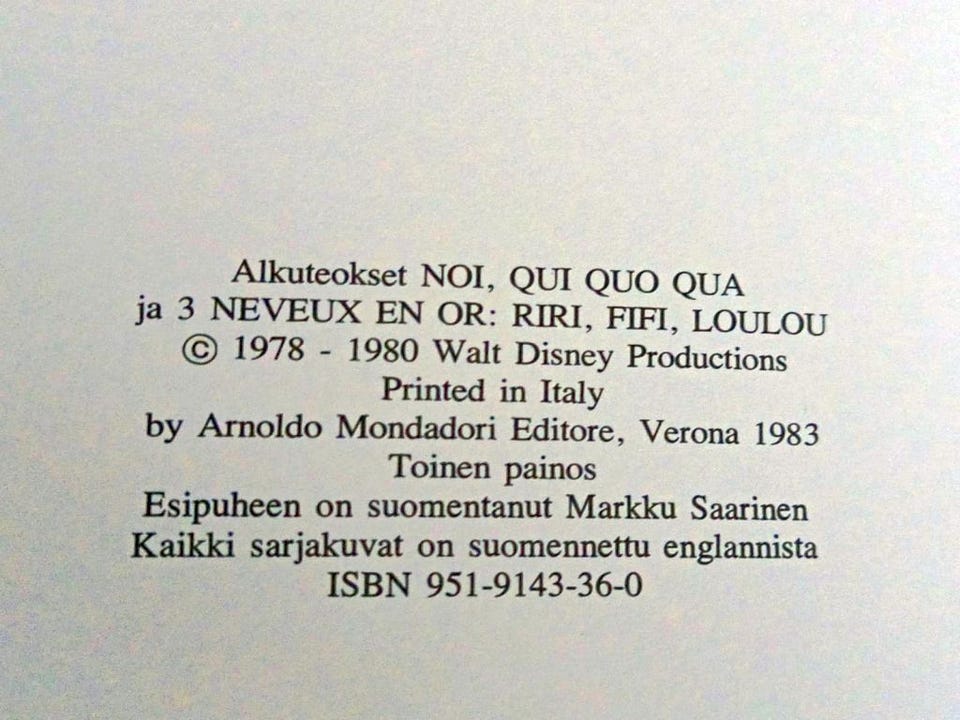 Alkuteokset NOI, QUI QUO QUA
ja 3 NEVEUX EN OR: RIRI, FIFI, LOULOU
© 1978 - 1980 Walt Disney Productions
Printed in Italy
by Arnoldo Mondadori Editore, Verona 1983
Toinen painos
Esipuheen on suomentanut Markku Saarinen
Kaikki sarjakuvat on suomennettu englannista
ISBN 951-9143-36-0